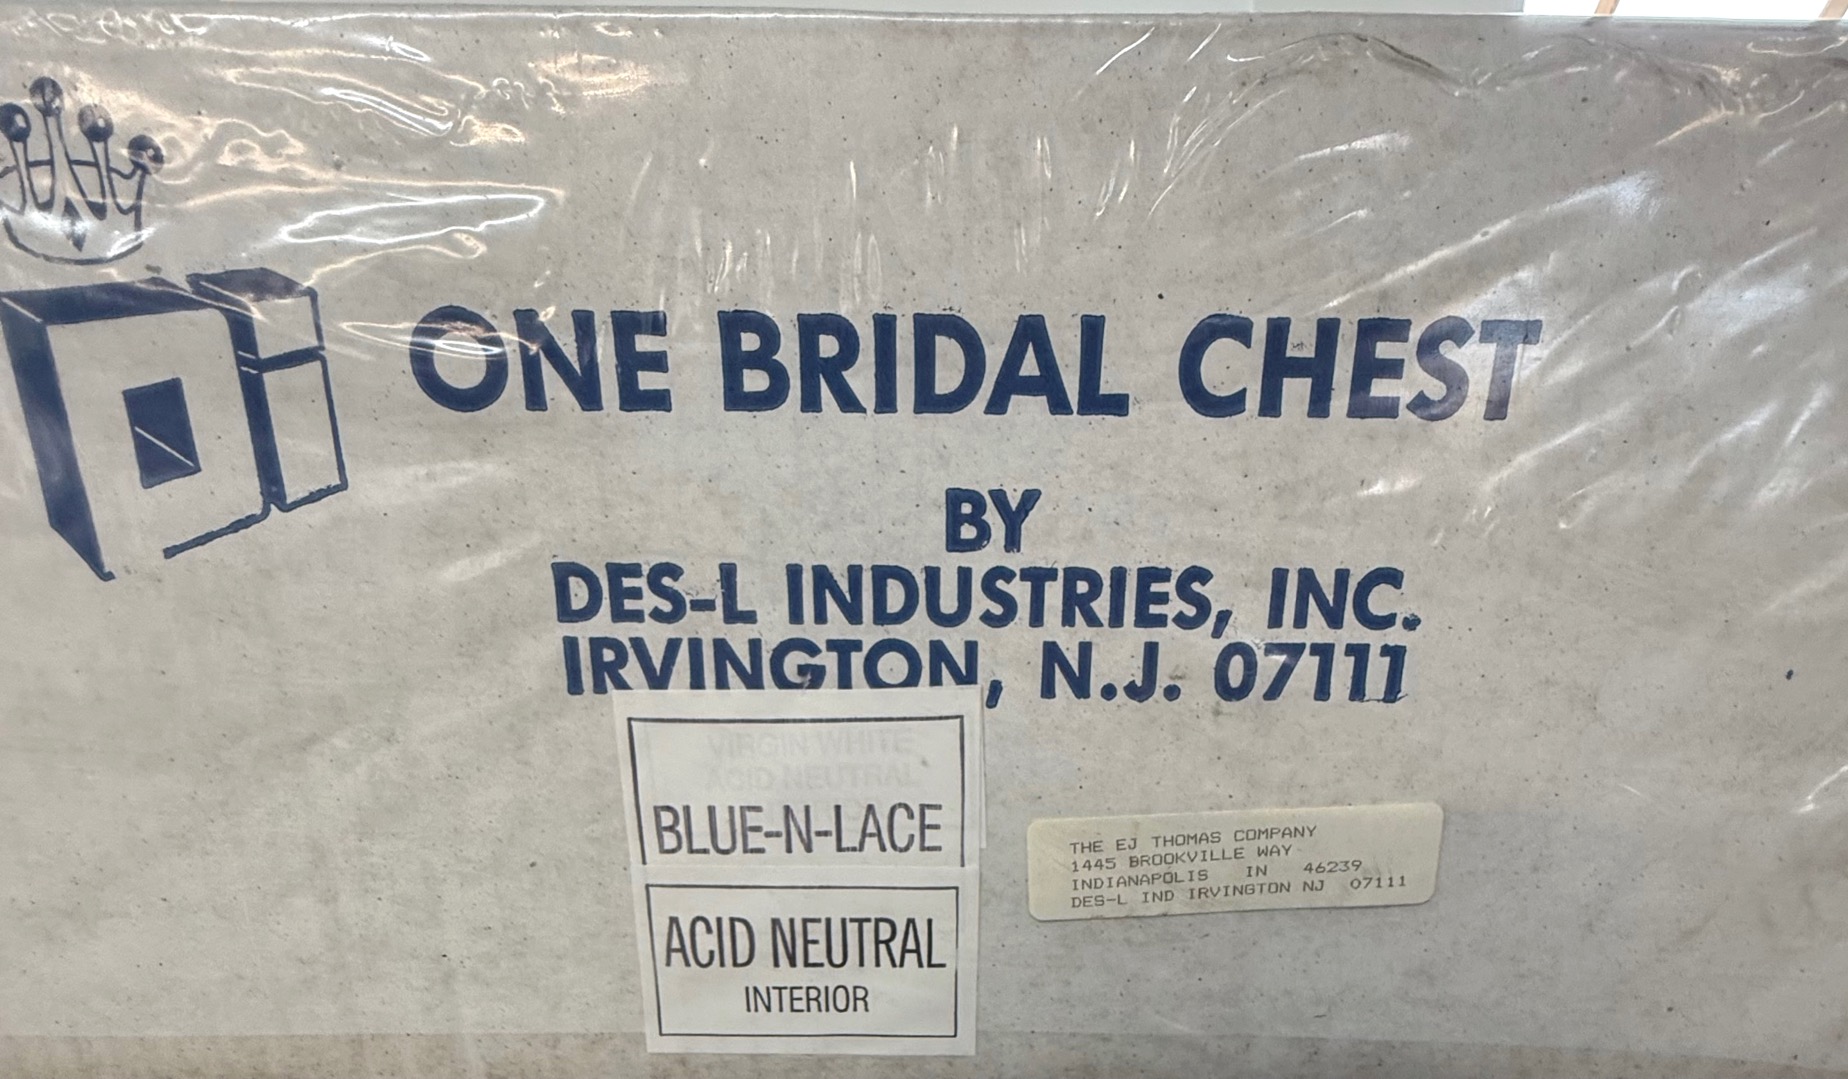 ONE BRIDAL CHEST
BY
DES-L INDUSTRIES, INC.
IRVINGTON, N.J. 07111
VIRGIN WHITE
ACID NEUTRAL
BLUE-N-LACE
ACID NEUTRAL
INTERIOR
THE EJ THOMAS COMPANY
1445 BROOKVILLE WAY
INDIANAPOLIS IN 46239
DES-L IND IRVINGTON NJ 07111